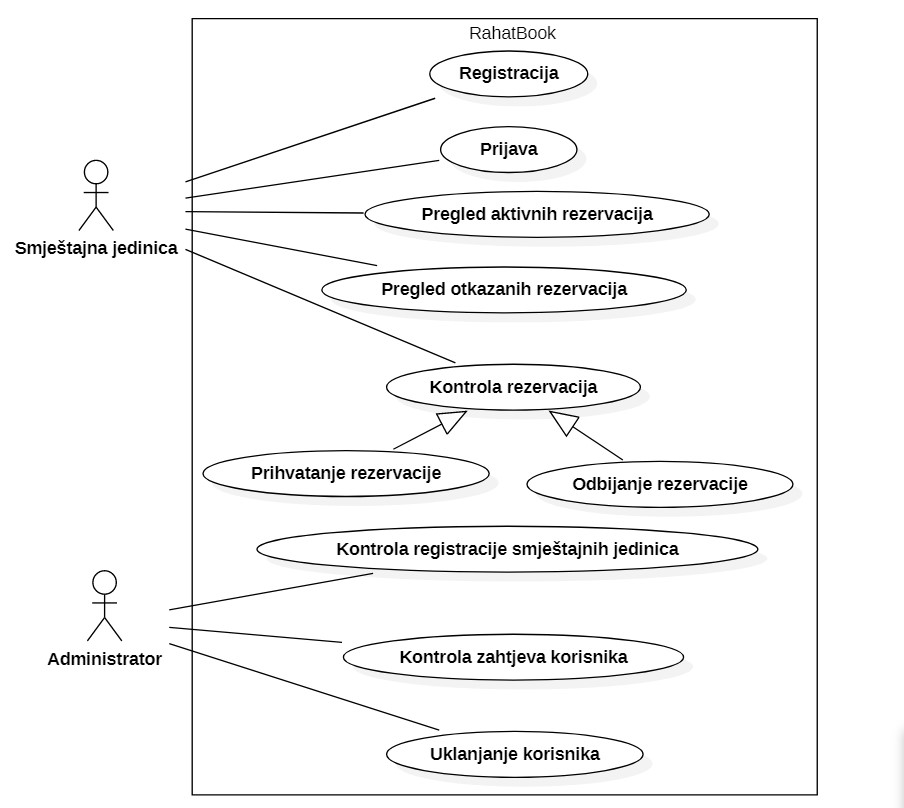 RahatBook
Registracija
Prijava
Pregled aktivnih rezervacija
Smještajna jedinica
Pregled otkazanih rezervacija
Kontrola rezervacija
Prihvatanje rezervacije
Odbijanje rezervacije
Kontrola registracije smještajnih jedinica
Administrator
Kontrola zahtjeva korisnika
Uklanjanje korisnika